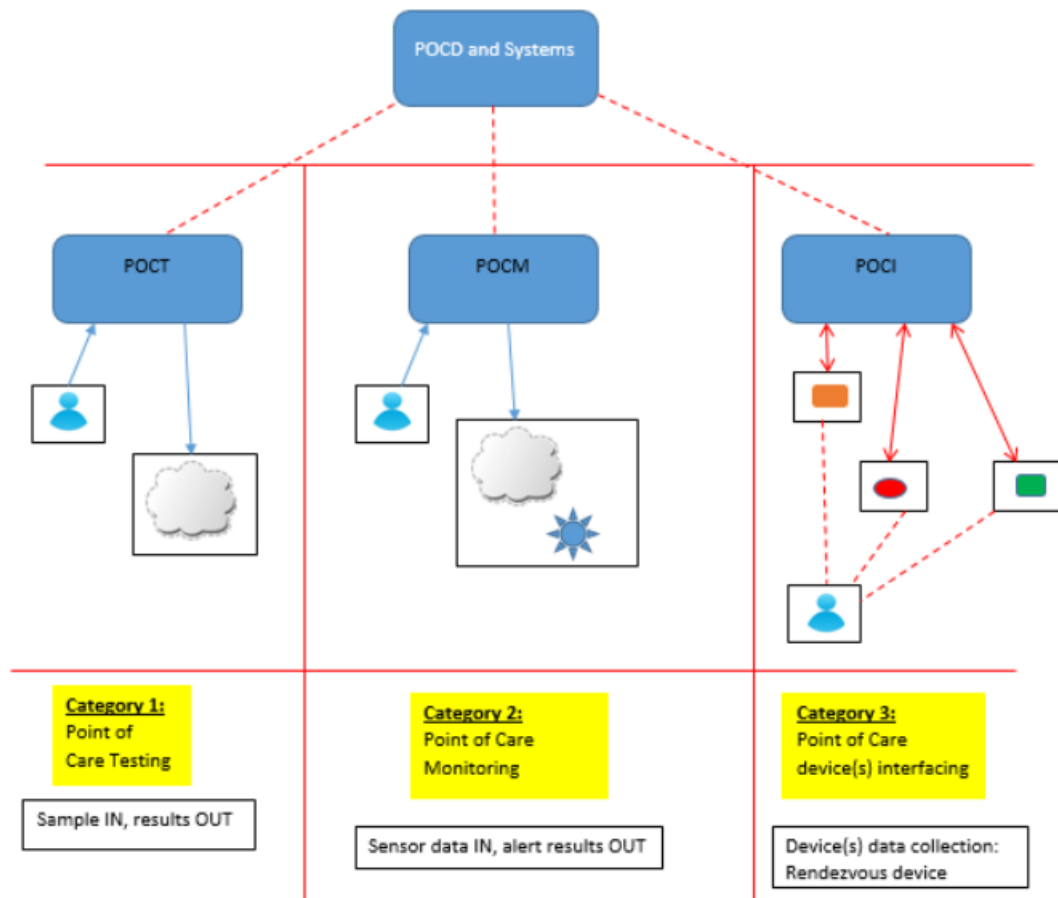 POCD and Systems
POCT
POCM
POCI
Category 1:
Point of
Care Testing
Category 2:
Point of Care
Monitoring
Category 3:
Point of Care
device(s) interfacing
Sample IN, results OUT
Sensor data IN, alert results OUT
Device(s) data collection:
Rendezvous device